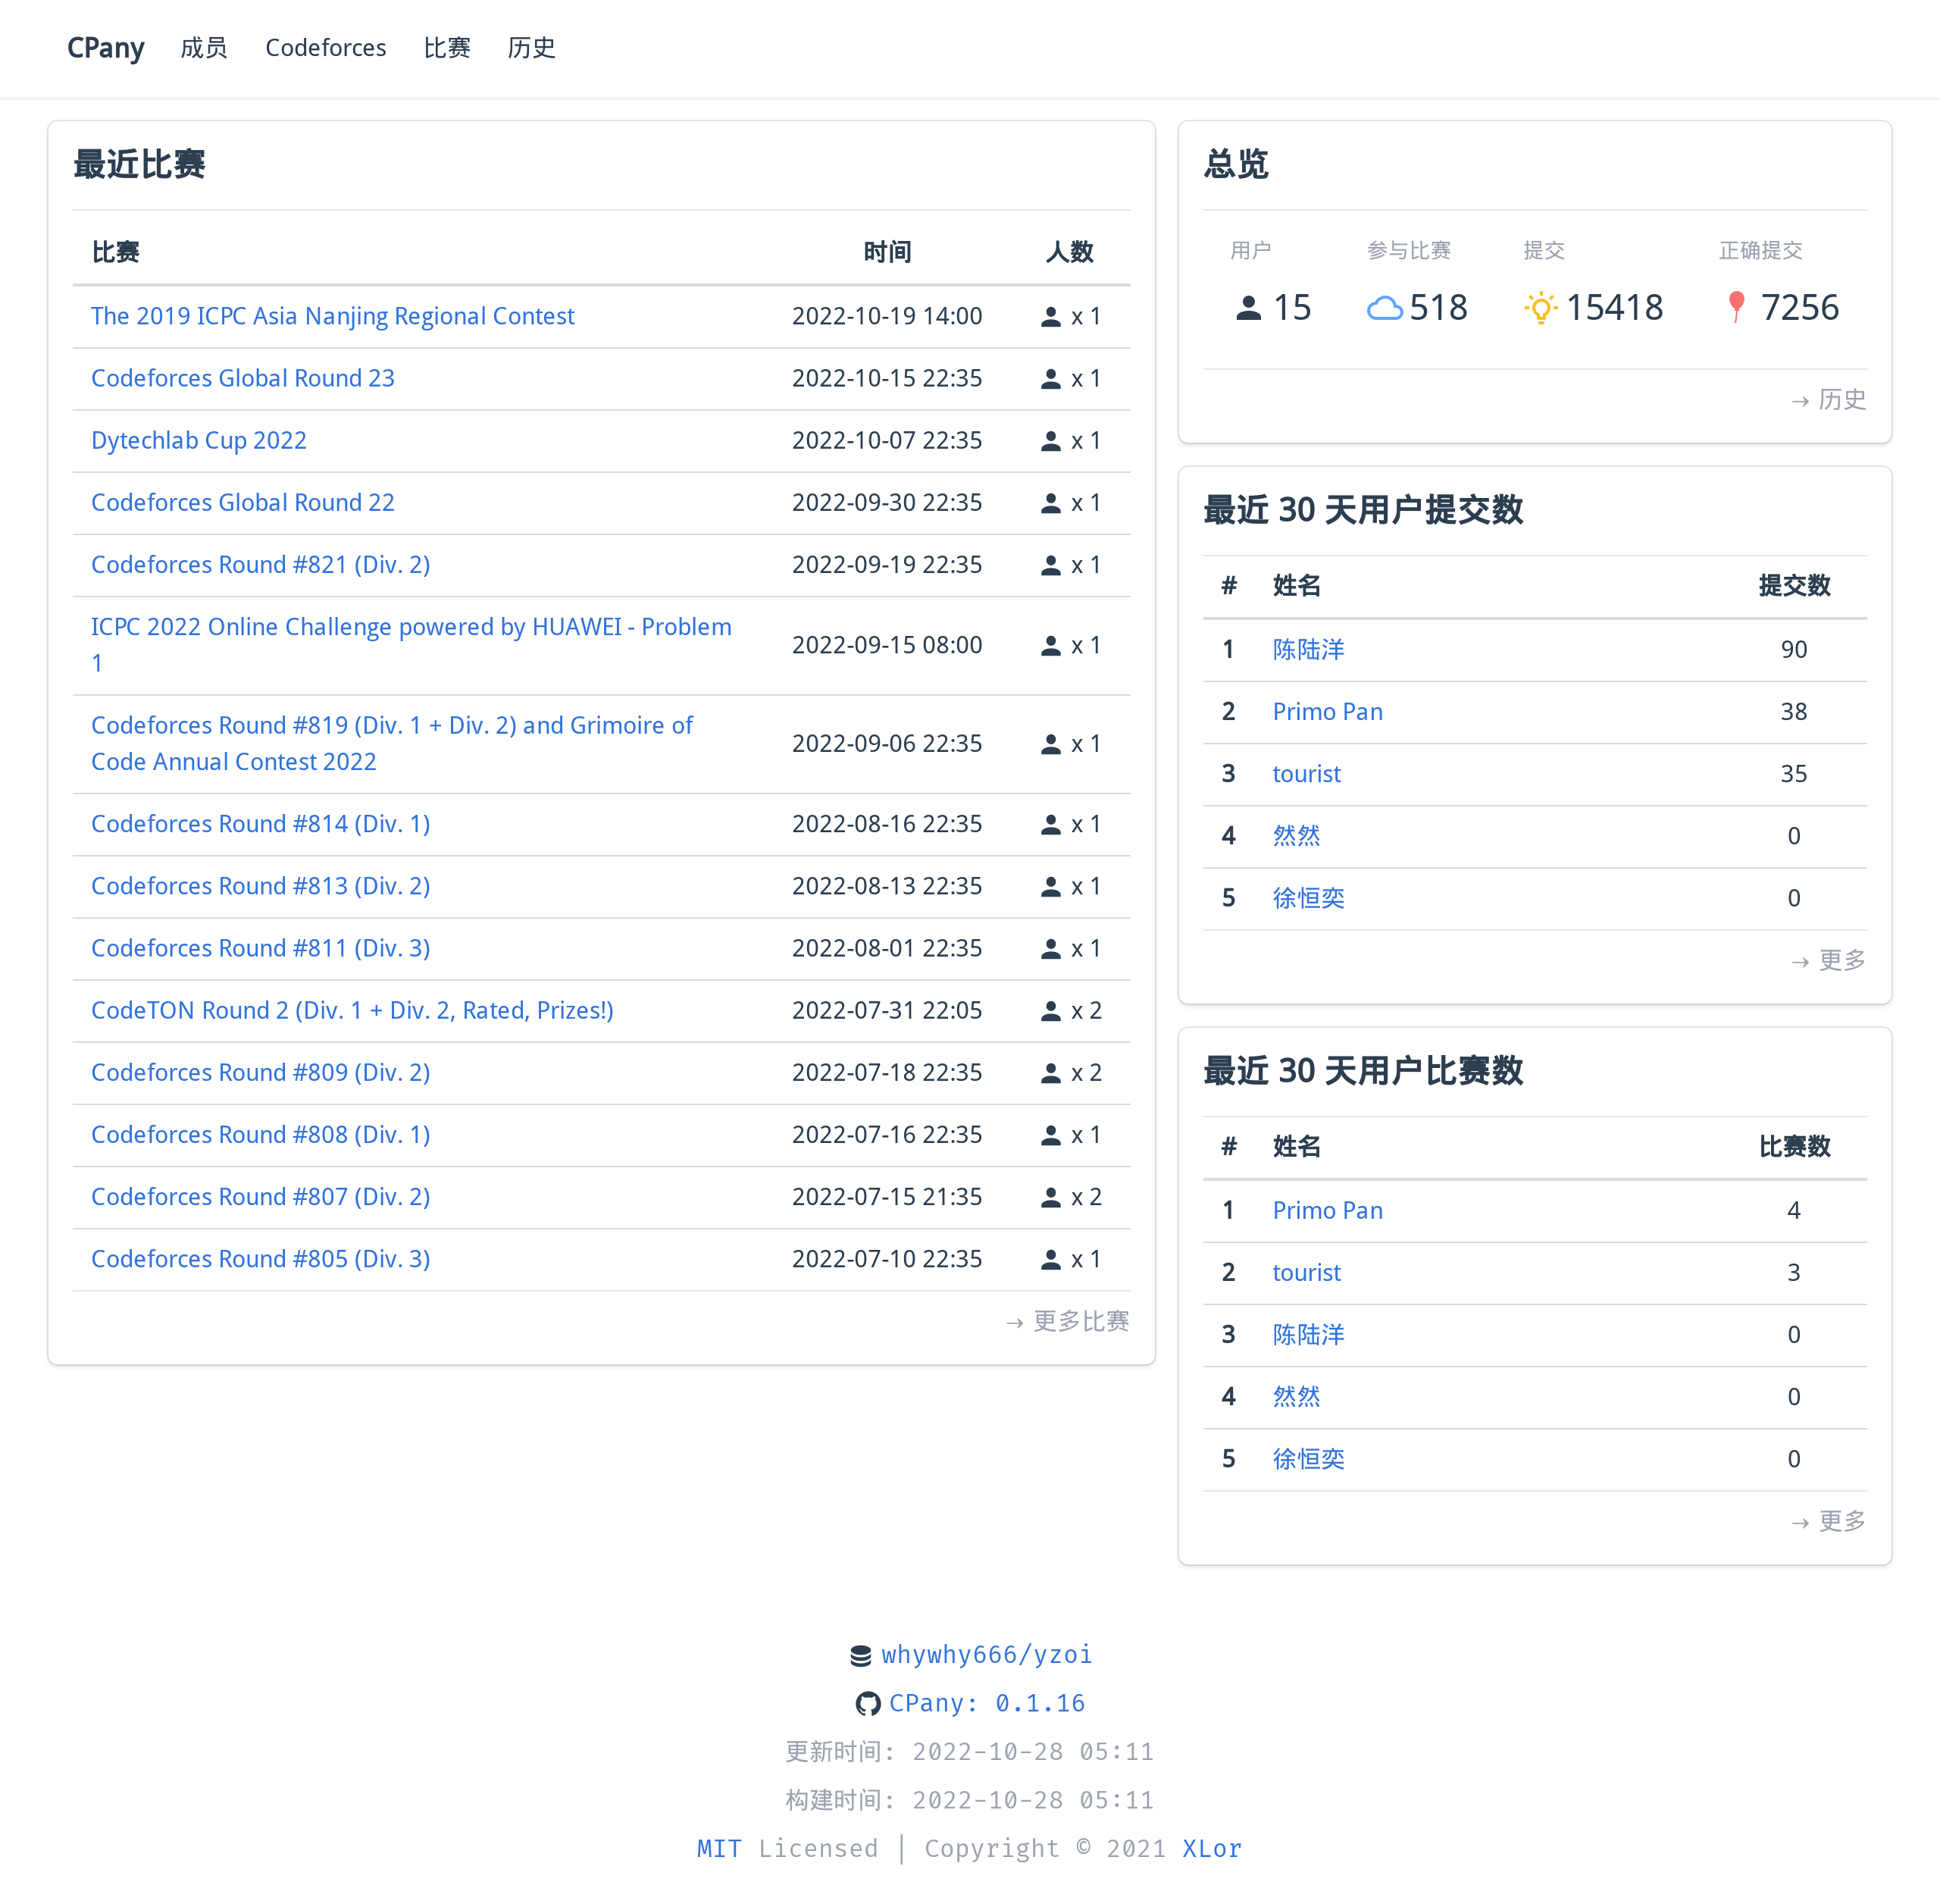 CPany 成员 Codeforces 比赛 历史
最近比赛
比赛 时间 人数
The 2019 ICPC Asia Nanjing Regional Contest 2022-10-19 14:00 x 1
Codeforces Global Round 23 2022-10-15 22:35 x 1
Dytechlab Cup 2022 2022-10-07 22:35 x 1
Codeforces Global Round 22 2022-09-30 22:35 x 1
Codeforces Round #821 (Div. 2) 2022-09-19 22:35 x 1
ICPC 2022 Online Challenge powered by HUAWEI - Problem
1 2022-09-15 08:00 x 1
Codeforces Round #819 (Div. 1 + Div. 2) and Grimoire of
Code Annual Contest 2022 2022-09-06 22:35 x 1
Codeforces Round #814 (Div. 1) 2022-08-16 22:35 x 1
Codeforces Round #813 (Div. 2) 2022-08-13 22:35 x 1
Codeforces Round #811 (Div. 3) 2022-08-01 22:35 x 1
CodeTON Round 2 (Div. 1 + Div. 2, Rated, Prizes!) 2022-07-31 22:05 x 2
Codeforces Round #809 (Div. 2) 2022-07-18 22:35 x 2
Codeforces Round #808 (Div. 1) 2022-07-16 22:35 x 1
Codeforces Round #807 (Div. 2) 2022-07-15 21:35 x 2
Codeforces Round #805 (Div. 3) 2022-07-10 22:35 x 1
→ 更多比赛
总览
用户 参与比赛 提交 正确提交
15 518 15418 7256
→ 历史
最近 30 天用户提交数
# 姓名 提交数
1 陈陆洋 90
2 Primo Pan 38
3 tourist 35
4 然然 0
5 徐恒奕 0
→ 更多
最近 30 天用户比赛数
# 姓名 比赛数
1 Primo Pan 4
2 tourist 3
3 陈陆洋 0
4 然然 0
5 徐恒奕 0
→ 更多
whywhy666/yzoi
CPany: 0.1.16
更新时间: 2022-10-28 05:11
构建时间: 2022-10-28 05:11
MIT Licensed | Copyright © 2021 XLor